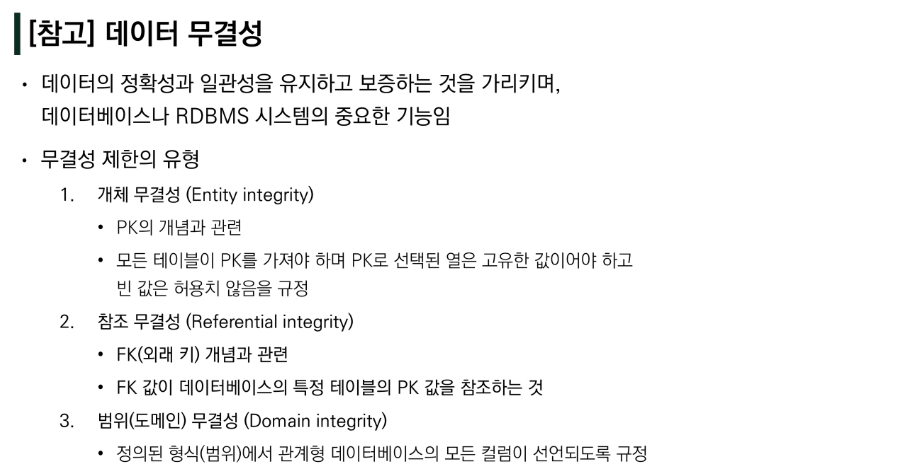 [참고] 데이터 무결성
• 데이터의 정확성과 일관성을 유지하고 보증하는 것을 가리키며,
데이터베이스나 RDBMS 시스템의 중요한 기능임
• 무결성 제한의 유형
1. 개체 무결성 (Entity integrity)
• PK의 개념과 관련
• 모든 테이블이 PK를 가져야 하며 PK로 선택된 열은 고유한 값이어야 하고
빈 값은 허용치 않음을 규정
2. 참조 무결성 (Referential integrity)
• FK(외래 키) 개념과 관련
• FK 값이 데이터베이스의 특정 테이블의 PK 값을 참조하는 것
3. 범위(도메인) 무결성 (Domain integrity)
• 정의된 형식(범위)에서 관계형 데이터베이스의 모든 컬럼이 선언되도록 규정